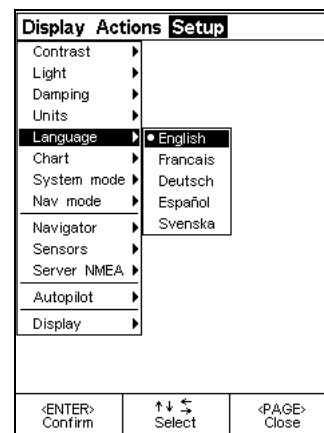 Display Actions Setup
Contrast
Light
Damping
Units
Language
Chart
System mode
Nav mode
Navigator
Sensors
Server NMEA
Autopilot
Display
English
Francais
Deutsch
Español
Svenska
<ENTER> Confirm
Select
<PAGE> Close